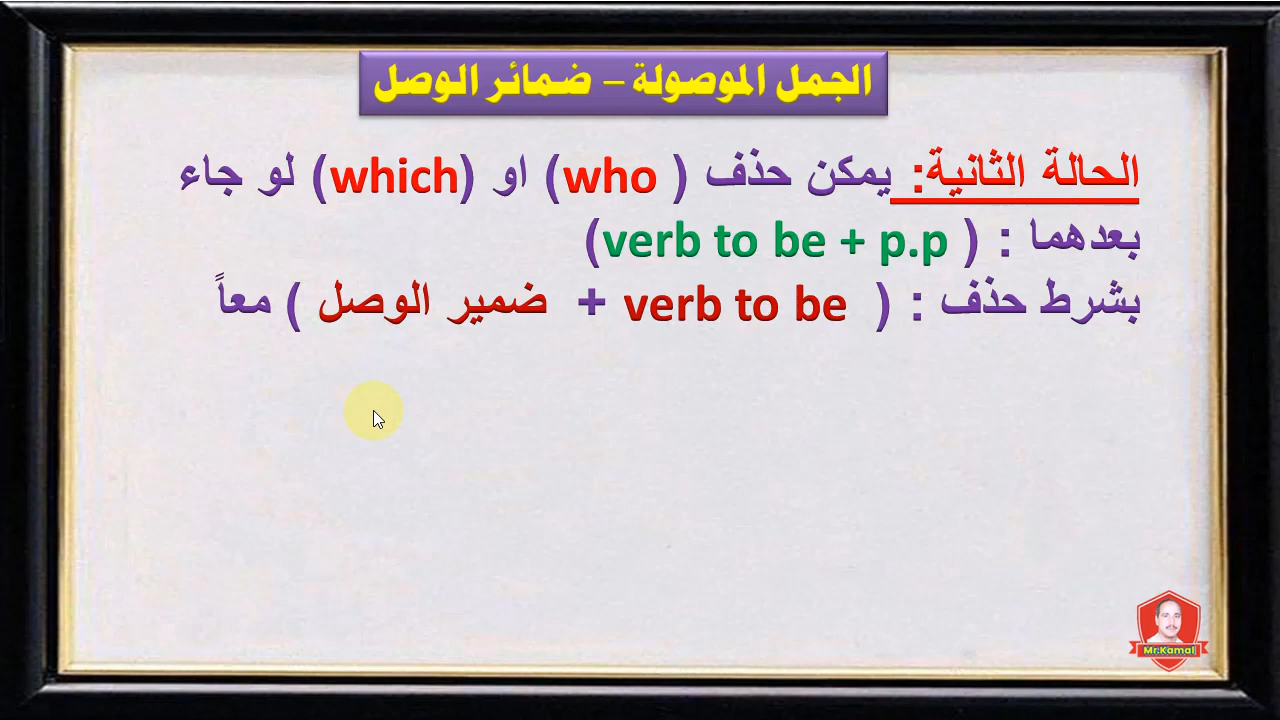 الجمل الموصولة – ضمائر الوصل
الحالة الثانية: يمكن حذف ( who) او (which) لو جاء
بعدهما : ( verb to be + p.p)
بشرط حذف : ( verb to be + ضمير الوصل ) معاً
Mr.Kamal